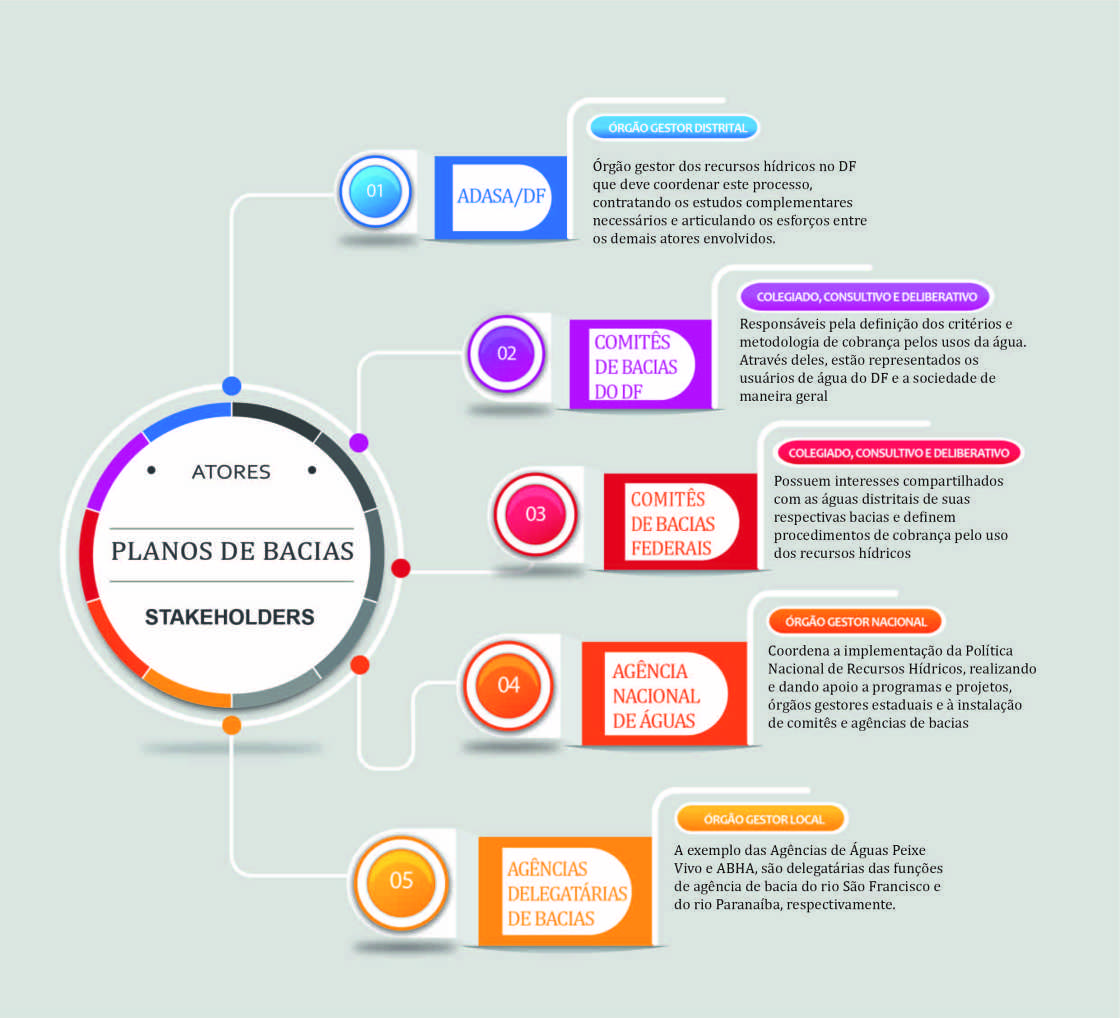 ATORES
PLANOS DE BACIAS
STAKEHOLDERS
01
ADASA/DF
ÓRGÃO GESTOR DISTRITAL
Órgão gestor dos recursos hídricos no DF
que deve coordenar este processo,
contratando os estudos complementares
necessários e articulando os esforços entre
os demais atores envolvidos.
02
COMITÊS
DE BACIAS
DO DF
COLEGIADO, CONSULTIVO E DELIBERATIVO
Responsáveis pela definição dos critérios e
metodologia de cobrança pelos usos da água.
Através deles, estão representados os
usuários de água do DF e a sociedade de
maneira geral
03
COMITÊS
DE BACIAS
FEDERAIS
COLEGIADO, CONSULTIVO E DELIBERATIVO
Possuem interesses compartilhados
com as águas distritais de suas
respectivas bacias e definem
procedimentos de cobrança pelo uso
dos recursos hídricos
04
AGÊNCIA
NACIONAL
DE ÁGUAS
ÓRGÃO GESTOR NACIONAL
Coordena a implementação da Política
Nacional de Recursos Hídricos, realizando
e dando apoio a programas e projetos,
órgãos gestores estaduais e à instalação
de comitês e agências de bacias
05
AGÊNCIAS
DELEGATÁRIAS
DE BACIAS
ÓRGÃO GESTOR LOCAL
A exemplo das Agências de Águas Peixe
Vivo e ABHA, são delegatárias das funções
de agência de bacia do rio São Francisco e
do rio Paranaíba, respectivamente.